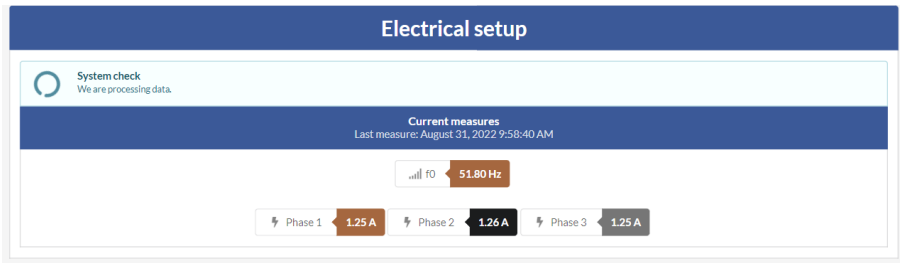 Electrical setup
System check
We are processing data.
Current measures
Last measure: August 31, 2022 9:58:40 AM
f0 51.80 Hz
Phase 1 1.25 A Phase 2 1.26 A Phase 3 1.25 A